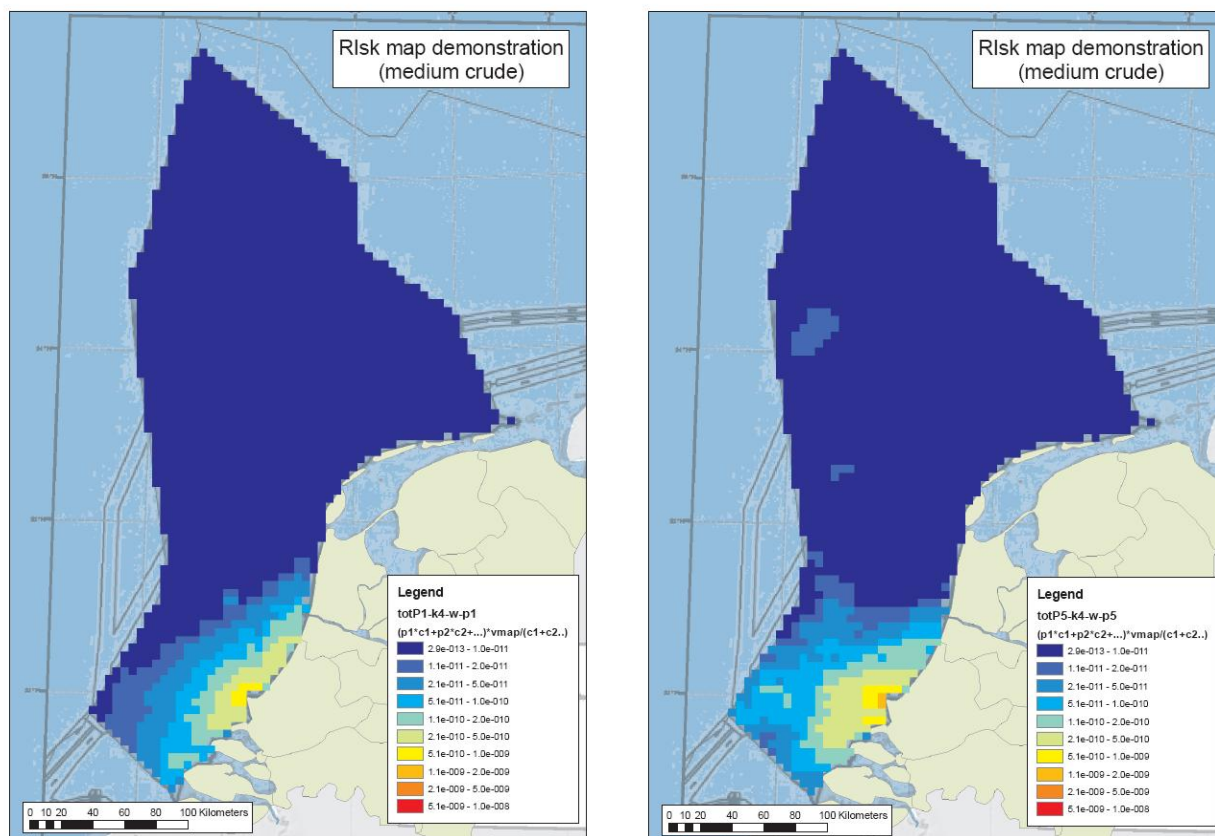 RIsk map demonstration
(medium crude)
Legend
totP1-k4-w-p1
(p1*c1+p2*c2+...)*vmap/(c1+c2..)
2.9e-013 - 1.0e-011
1.1e-011 - 2.0e-011
2.1e-011 - 5.0e-011
5.1e-011 - 1.0e-010
1.1e-010 - 2.0e-010
2.1e-010 - 5.0e-010
5.1e-010 - 1.0e-009
1.1e-009 - 2.0e-009
2.1e-009 - 5.0e-009
5.1e-009 - 1.0e-008
0 10 20 40 60 80 100 Kilometers
RIsk map demonstration
(medium crude)
Legend
totP5-k4-w-p5
(p1*c1+p2*c2+...)*vmap/(c1+c2..)
2.9e-013 - 1.0e-011
1.1e-011 - 2.0e-011
2.1e-011 - 5.0e-011
5.1e-011 - 1.0e-010
1.1e-010 - 2.0e-010
2.1e-010 - 5.0e-010
5.1e-010 - 1.0e-009
1.1e-009 - 2.0e-009
2.1e-009 - 5.0e-009
5.1e-009 - 1.0e-008
0 10 20 40 60 80 100 Kilometers